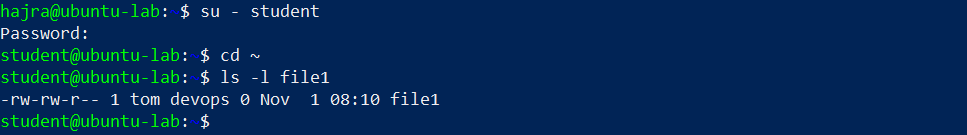 hajra@ubuntu-lab:~$ su - student
Password:
student@ubuntu-lab:~$ cd ~
student@ubuntu-lab:~$ ls -l file1
-rw-rw-r-- 1 tom devops 0 Nov  1 08:10 file1
student@ubuntu-lab:~$